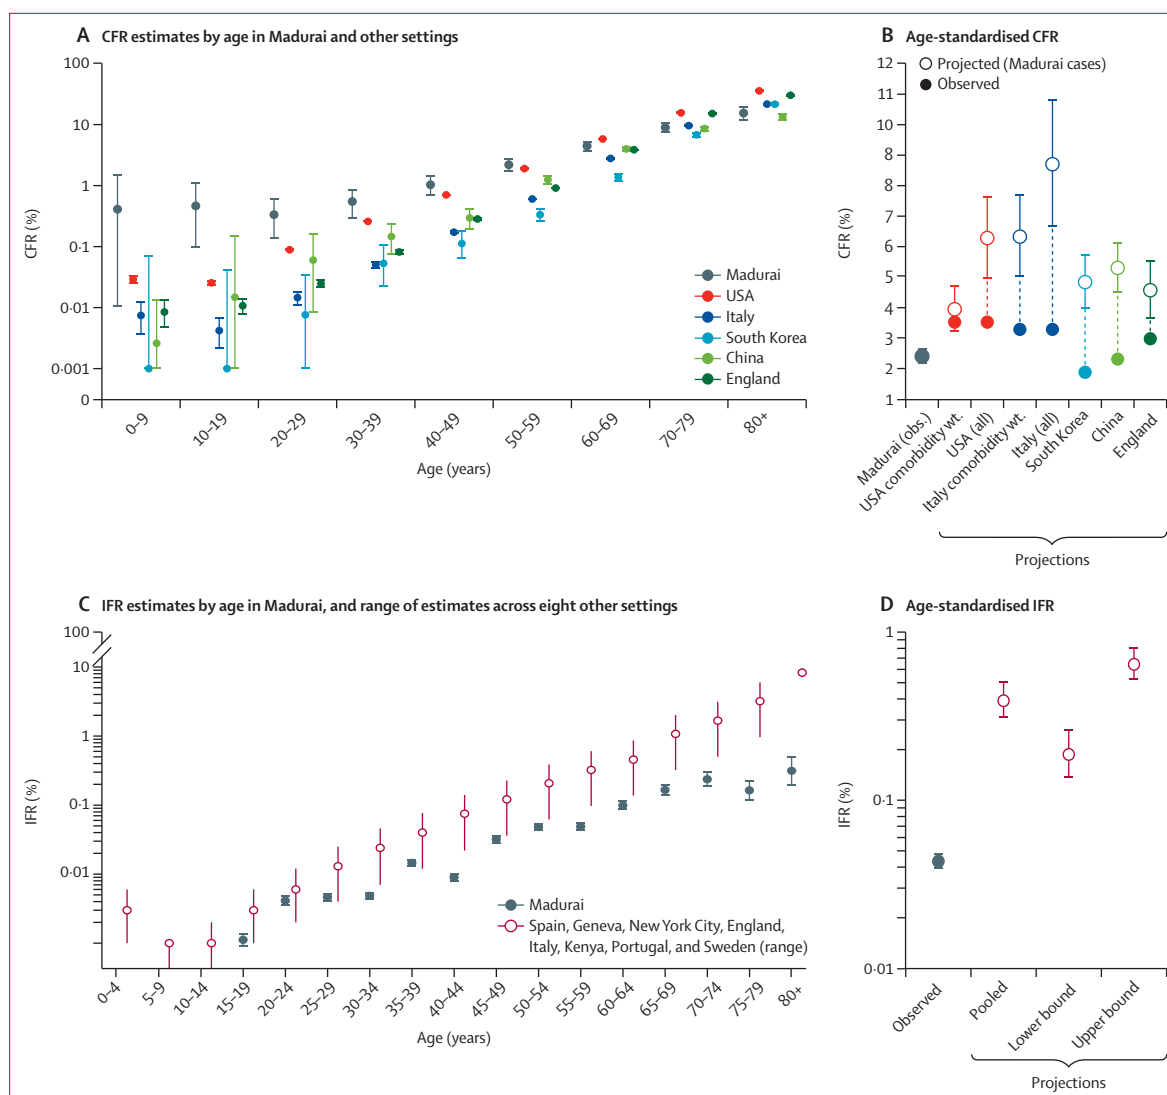 A CFR estimates by age in Madurai and other settings
100
10
1
0·1
0·01
0·001
0
CFR (%)
Madurai
USA
Italy
South Korea
China
England
0–9
10–19
20–29
30–39
40–49
50–59
60–69
70–79
80+
Age (years)
B Age-standardised CFR
12
11
10
9
8
7
6
5
4
3
2
1
CFR (%)
Projected (Madurai cases)
Observed
Madurai (obs.)
USA comorbidity wt.
USA (all)
Italy comorbidity wt.
Italy (all)
South Korea
China
England
Projections
C IFR estimates by age in Madurai, and range of estimates across eight other settings
100
10
1
0·1
0·01
IFR (%)
Madurai
Spain, Geneva, New York City, England,
Italy, Kenya, Portugal, and Sweden (range)
0–4
5–9
10–14
15–19
20–24
25–29
30–34
35–39
40–44
45–49
50–54
55–59
60–64
65–69
70–74
75–79
80+
Age (years)
D Age-standardised IFR
1
0·1
0·01
IFR (%)
Observed
Pooled
Lower bound
Upper bound
Projections